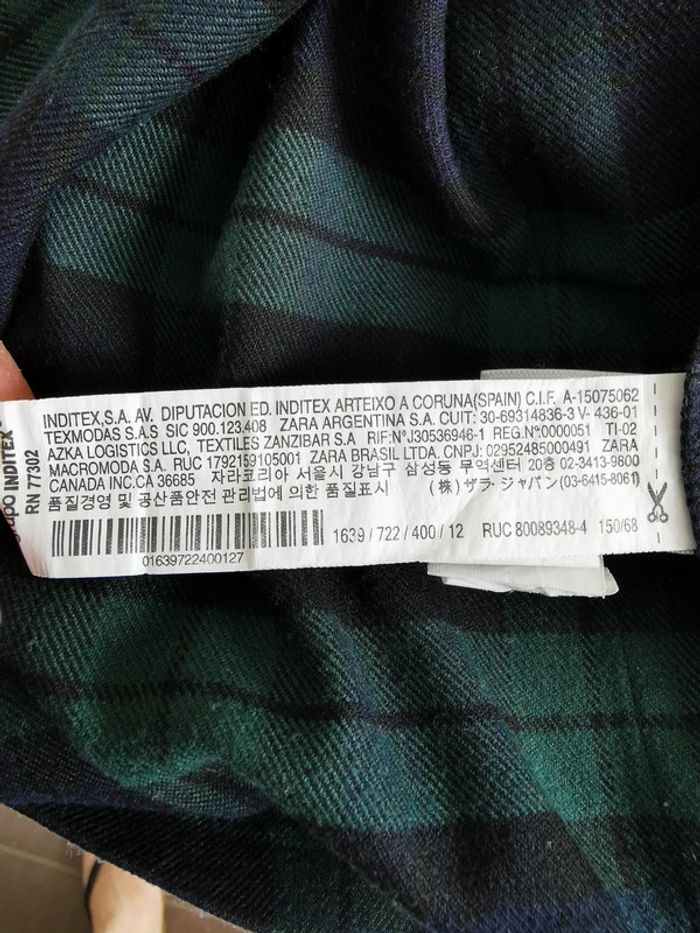 INDITEX
RN 77302
INDITEX,S.A. AV. DIPUTACION ED. INDITEX ARTEIXO A CORUNA(SPAIN) C.I.F. A-15075062
TEXMODAS S.A.S SIC 900.123.408 ZARA ARGENTINA S.A. CUIT: 30-69314836-3 V- 436-01
AZKA LOGISTICS LLC, TEXTILES ZANZIBAR S.A RIF:Nº J30536946-1 REG.Nº:0000051 TI-02
MACROMODA S.A. RUC 1792159105001 ZARA BRASIL LTDA. CNPJ: 02952485000491 ZARA
CANADA INC.CA 36685 자라코리아 서울시 강남구 삼성동 무역센터 20층 02-3413-9800
품질경영 및 공산품안전 관리법에 의한 품질표시 (株) ザラ・ジャパン (03-6415-8061)
1639 / 722 / 400 / 12 RUC 80089348-4 150/68
01639722400127